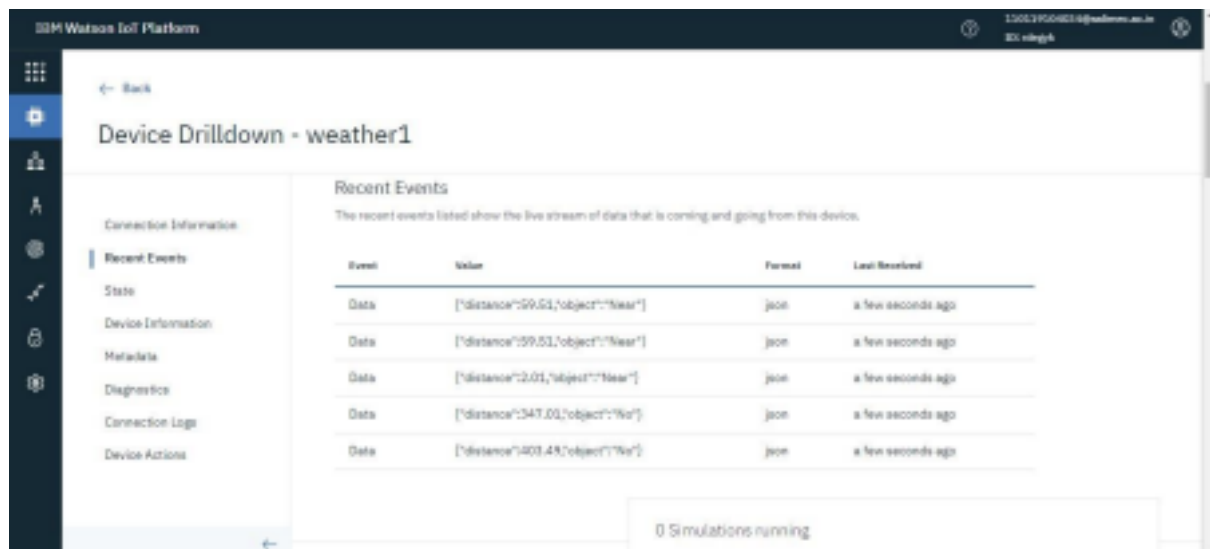 IBM Watson IoT Platform
← Back
Device Drilldown - weather1
Connection Information
Recent Events
State
Device Information
Metadata
Diagnostics
Connection Logs
Device Actions
Recent Events
The recent events listed show the live stream of data that is coming and going from this device.
Event Value Format Last Received
Data {"distance":59.51,"object":"Near"} json a few seconds ago
Data {"distance":59.51,"object":"Near"} json a few seconds ago
Data {"distance":2.01,"object":"Near"} json a few seconds ago
Data {"distance":347.01,"object":"No"} json a few seconds ago
Data {"distance":403.49,"object":"No"} json a few seconds ago
0 Simulations running